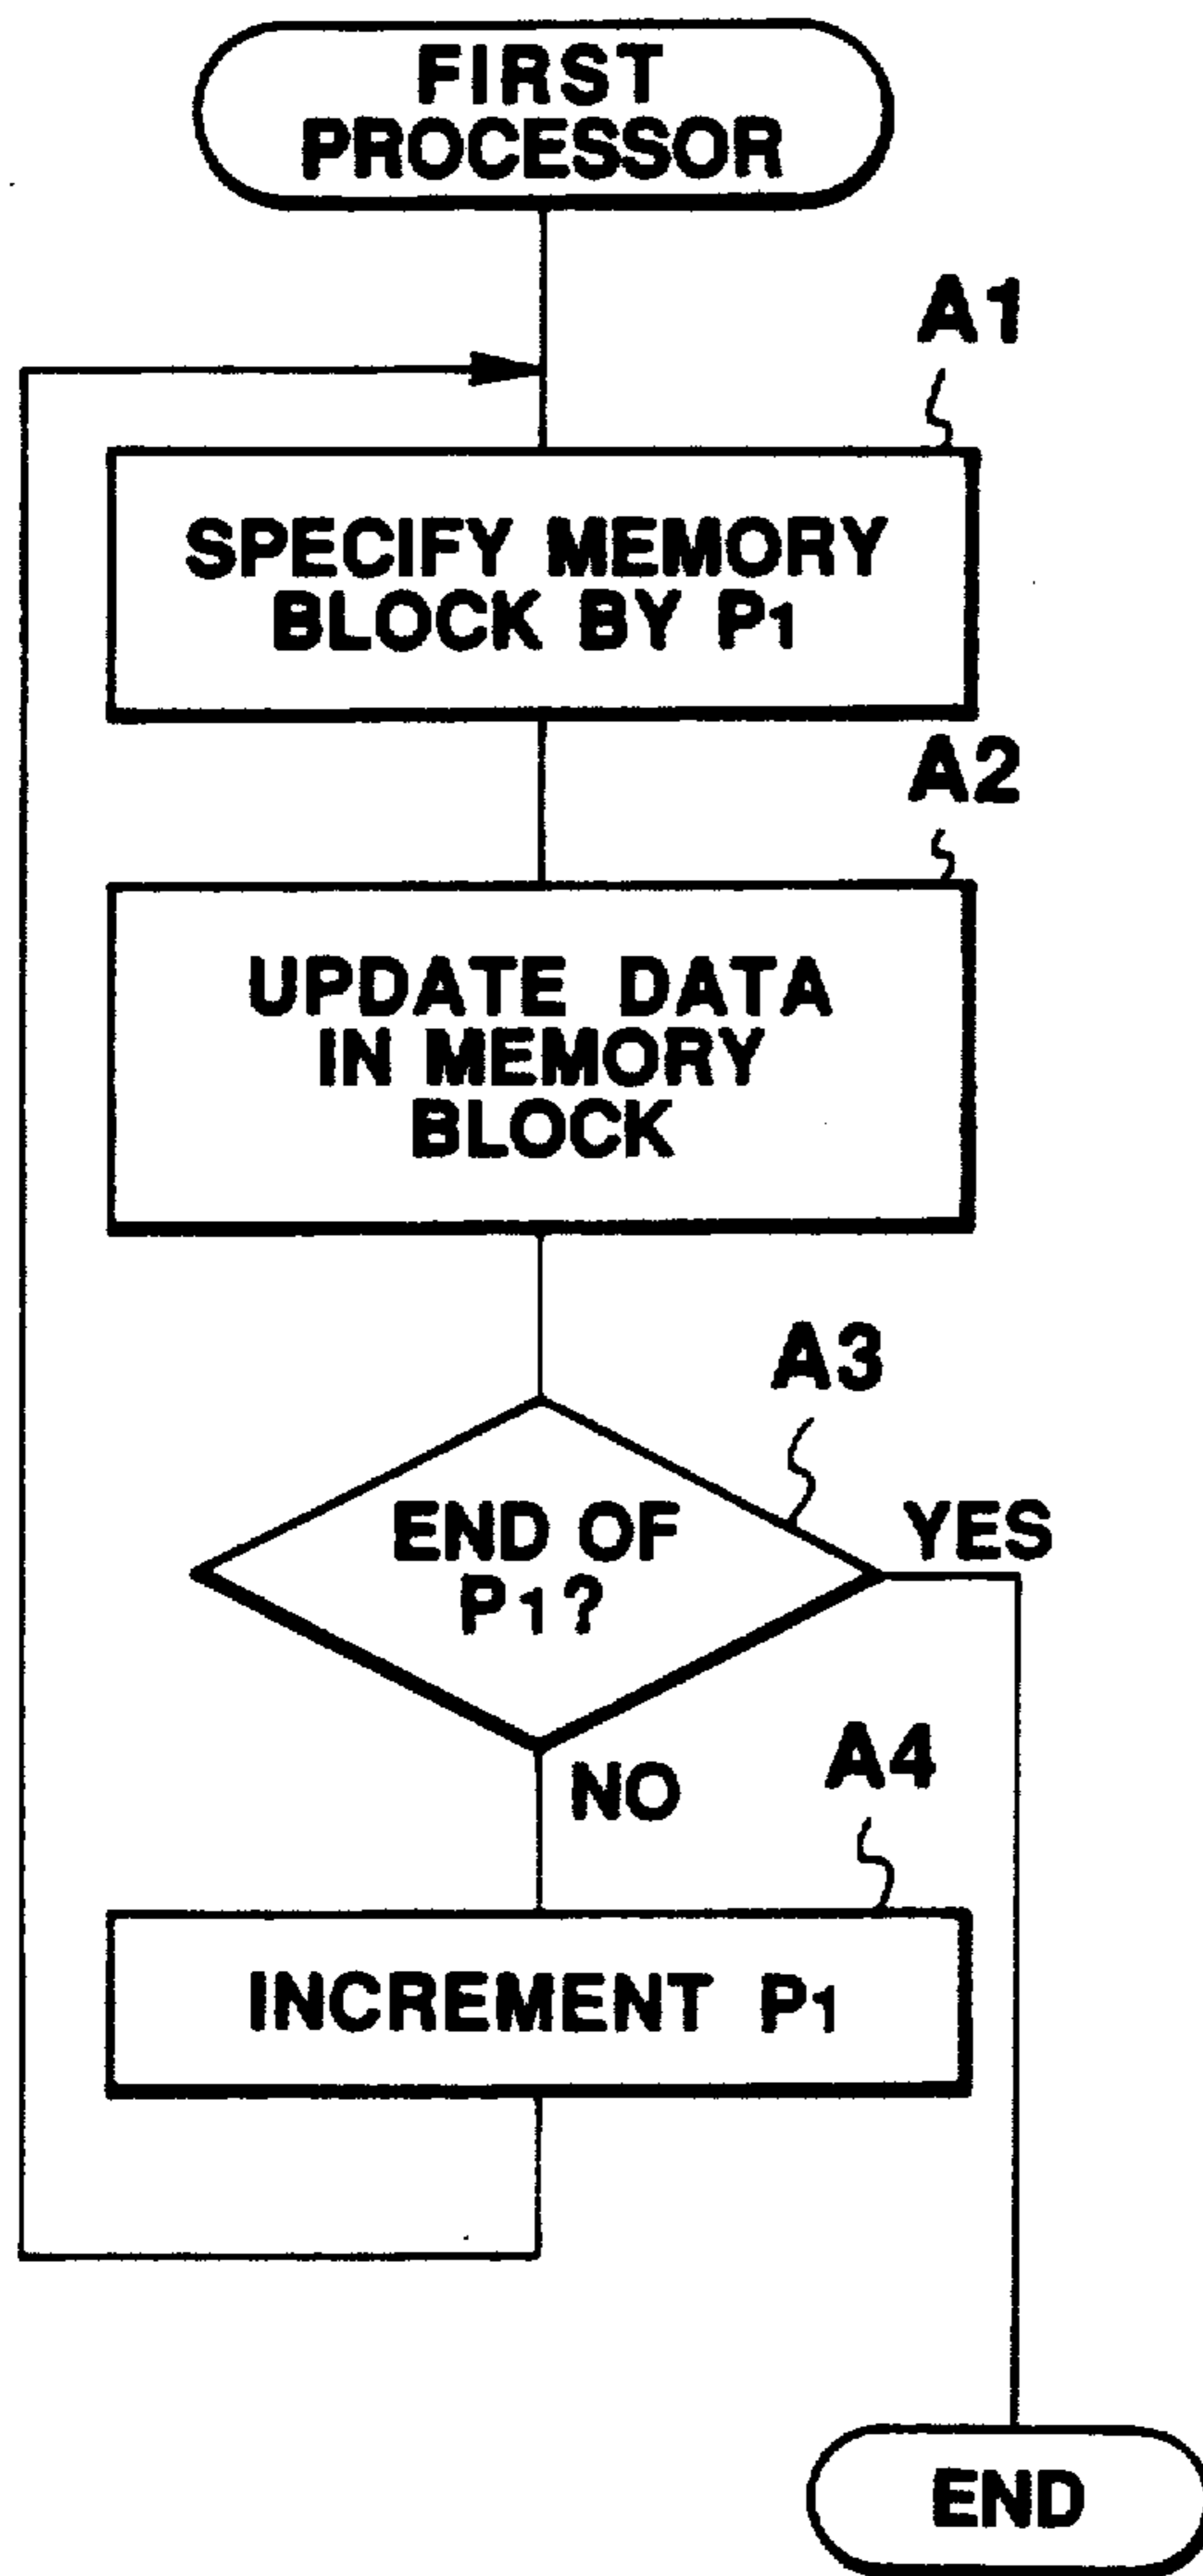 FIRST
PROCESSOR
A1
SPECIFY MEMORY
BLOCK BY P1
A2
UPDATE DATA
IN MEMORY
BLOCK
A3
END OF
P1?
YES
NO
A4
INCREMENT P1
END